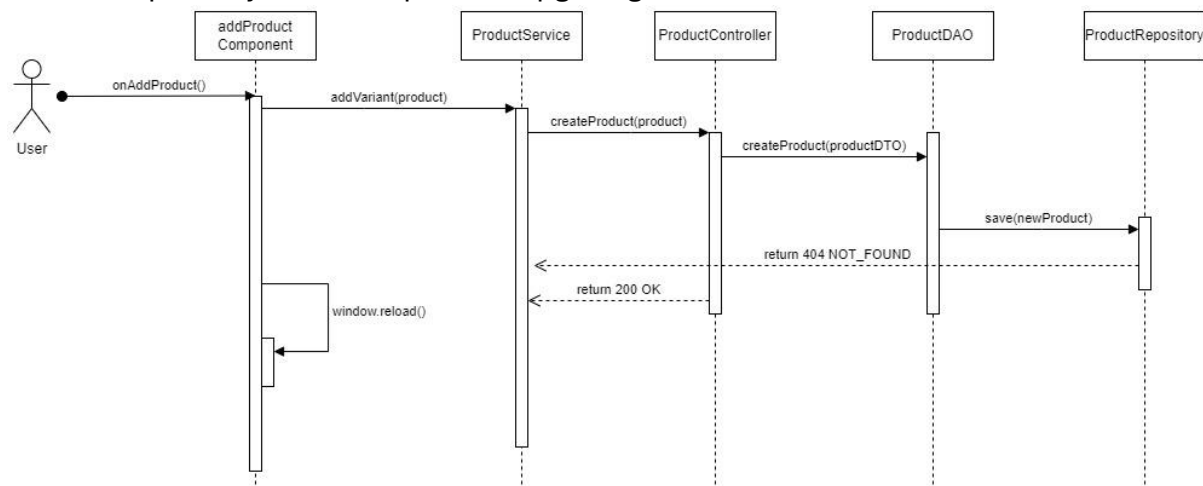 addProduct
Component
ProductService
ProductController
ProductDAO
ProductRepository
onAddProduct()
addVariant(product)
createProduct(product)
createProduct(productDTO)
User
save(newProduct)
return 404 NOT_FOUND
return 200 OK
window.reload()